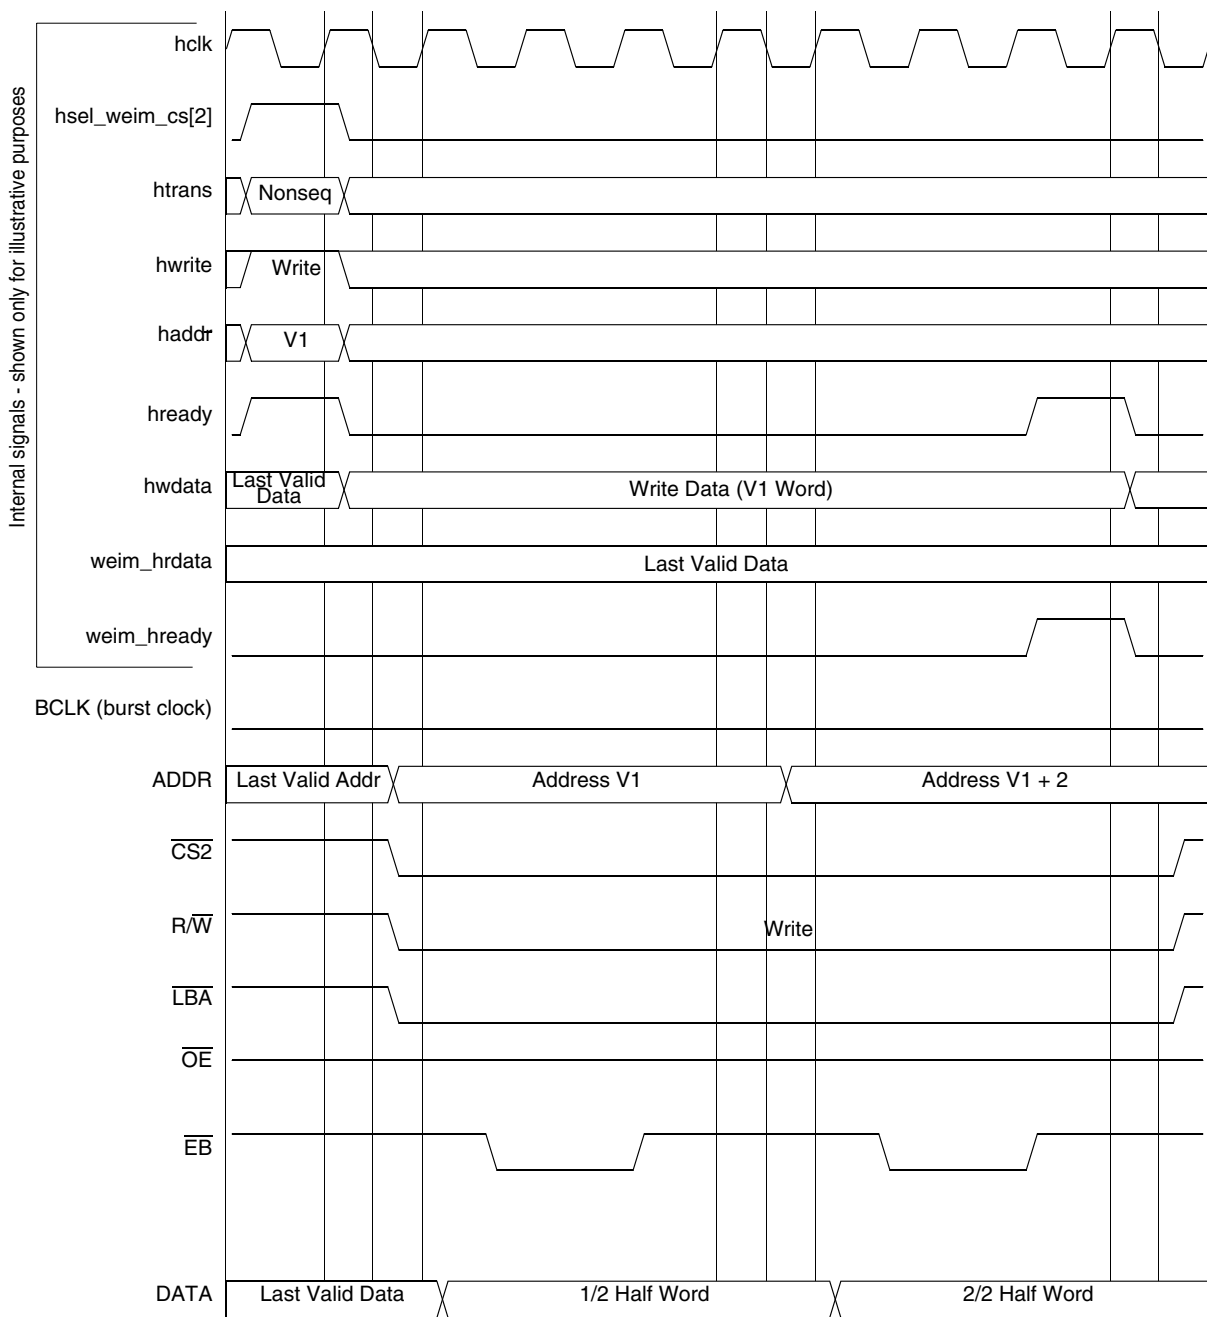 Internal signals - shown only for illustrative purposes
hclk
hsel_weim_cs[2]
htrans
Nonseq
hwrite
Write
haddr
V1
hready
hwdata
Last Valid
Data
Write Data (V1 Word)
weim_hrdata
Last Valid Data
weim_hready
BCLK (burst clock)
ADDR
Last Valid Addr
Address V1
Address V1 + 2
CS2
R/W
Write
LBA
OE
EB
DATA
Last Valid Data
1/2 Half Word
2/2 Half Word